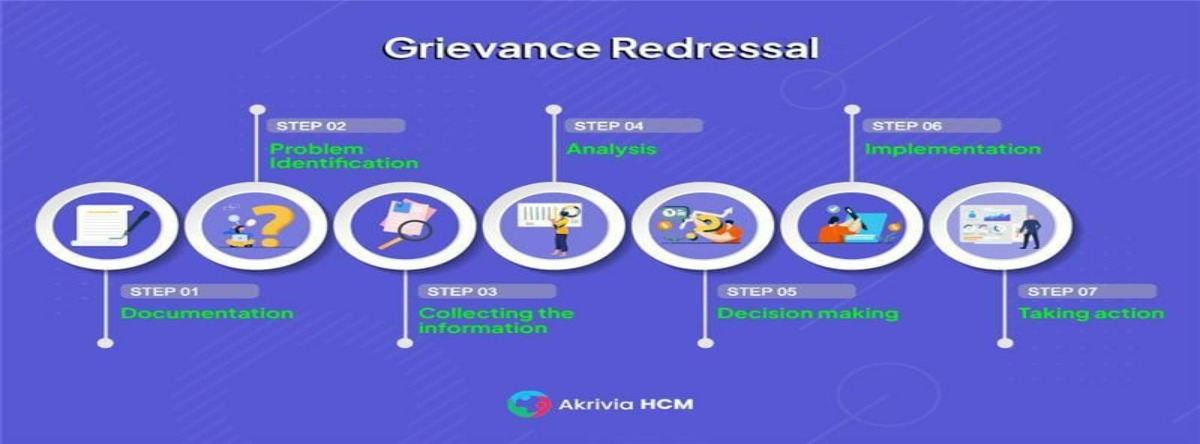 Grievance Redressal
STEP 01
Documentation
STEP 02
Problem
Identification
STEP 03
Collecting the
information
STEP 04
Analysis
STEP 05
Decision making
STEP 06
Implementation
STEP 07
Taking action
Akrivia HCM